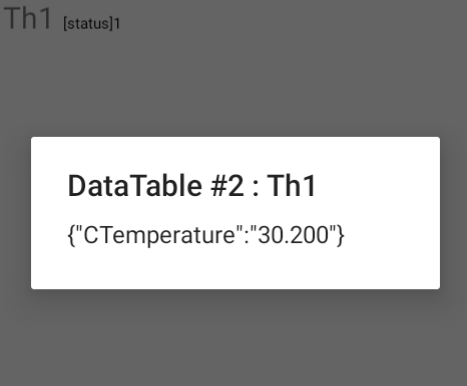 Th1 [status]1
DataTable #2 : Th1
{"CTemperature":"30.200"}